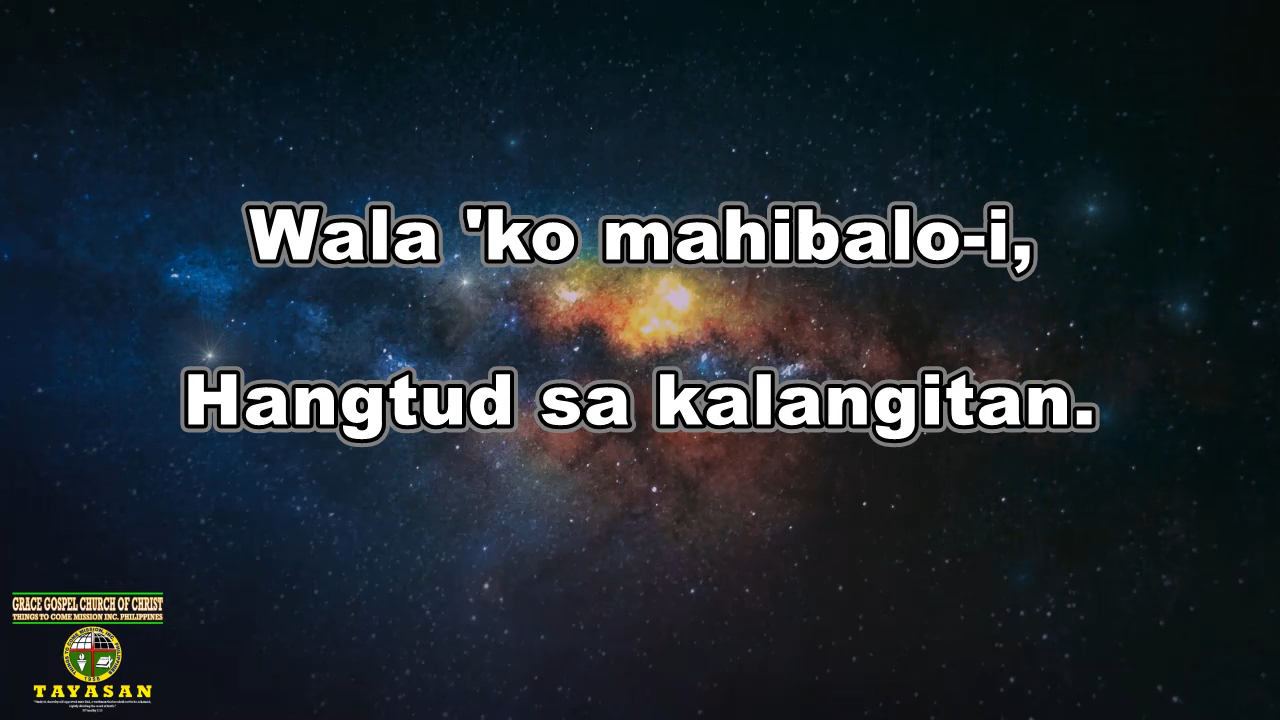 Wala 'ko mahibalo-i,
Hangtud sa kalangitan.
GRACE GOSPEL CHURCH OF CHRIST
THINGS TO COME MISSION INC. PHILIPPINES
TAYASAN